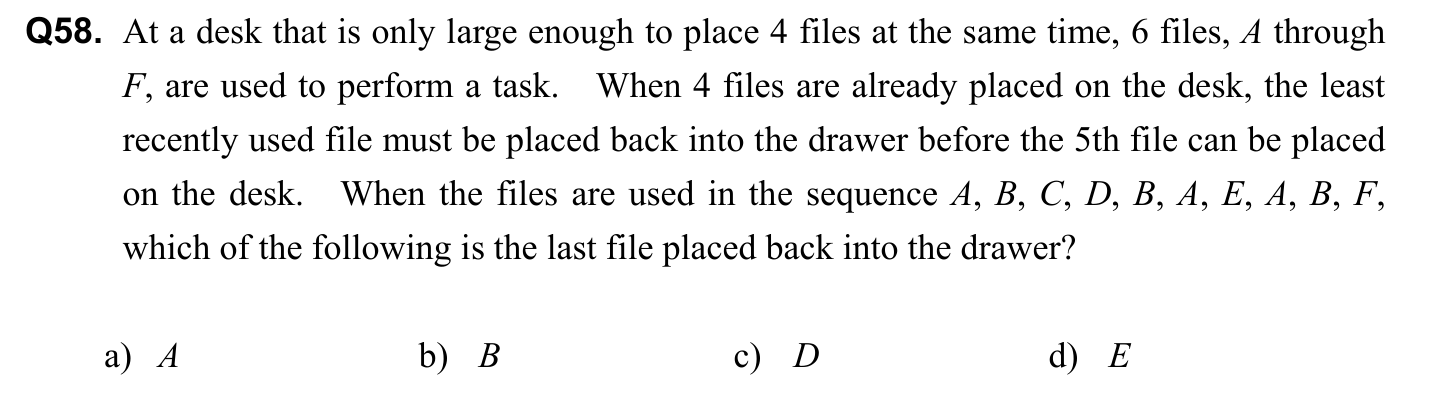 Q58. At a desk that is only large enough to place 4 files at the same time, 6 files, A through
F, are used to perform a task. When 4 files are already placed on the desk, the least
recently used file must be placed back into the drawer before the 5th file can be placed
on the desk. When the files are used in the sequence A, B, C, D, B, A, E, A, B, F,
which of the following is the last file placed back into the drawer?
a) A b) B c) D d) E